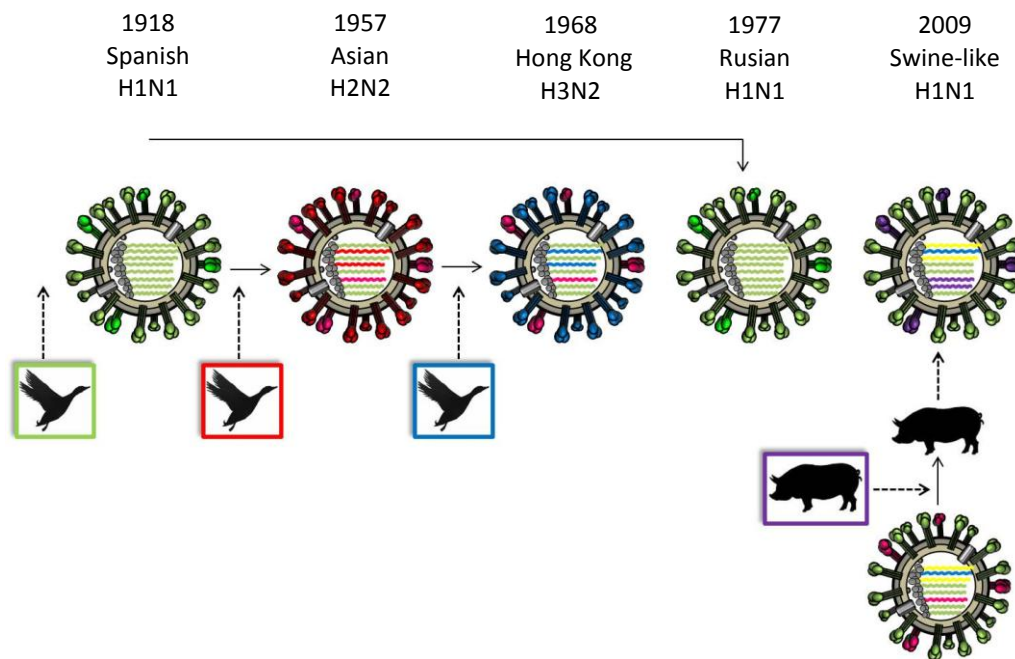 1918
Spanish
H1N1
1957
Asian
H2N2
1968
Hong Kong
H3N2
1977
Rusian
H1N1
2009
Swine-like
H1N1